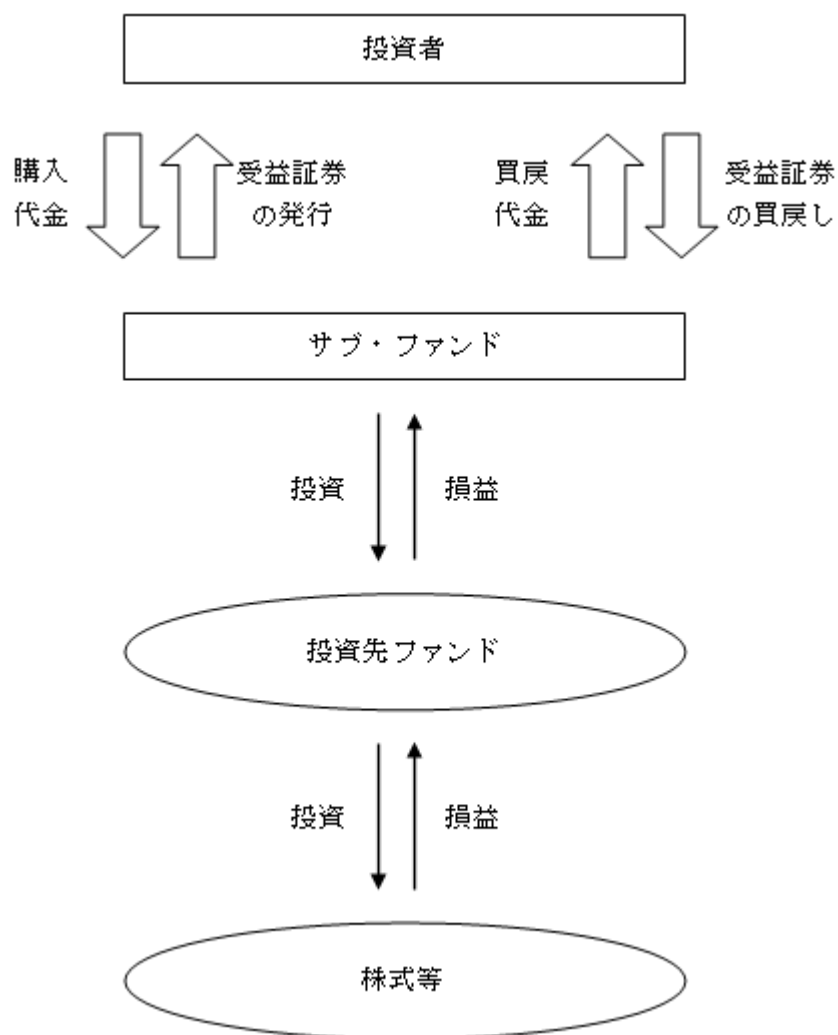 投資者
購入
代金
受益証券
の発行
買戻
代金
受益証券
の買戻し
サブ・ファンド
投資
損益
投資先ファンド
投資
損益
株式等